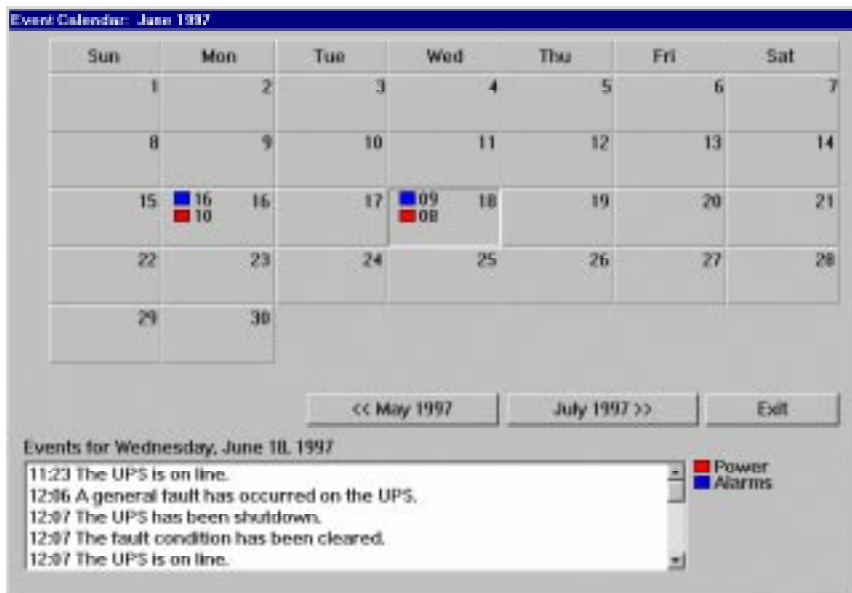 Event Calendar: June 1997
Sun Mon Tue Wed Thu Fri Sat
1 2 3 4 5 6 7
8 9 10 11 12 13 14
15 16 16 17 09 18 19 20 21
10 08
22 23 24 25 26 27 28
29 30
<< May 1997 July 1997 >> Exit
Events for Wednesday, June 18, 1997
11:23 The UPS is on line.
12:06 A general fault has occurred on the UPS.
12:07 The UPS has been shutdown.
12:07 The fault condition has been cleared.
12:07 The UPS is on line.
Power
Alarms